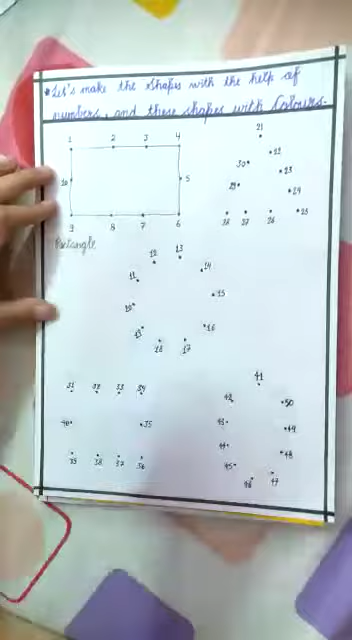 * Let's make the shapes with the help of
numbers, and these shapes with Colours.
1 2 3 4
10 5
9 8 7 6
Rectangle
21
22
30 23
29 24
28 27 26 25
13
12 14
11
15
20
19 16
18 17
31 32 33 34
40 35
39 38 37 36
41
42 50
43 49
44 48
45
46 47